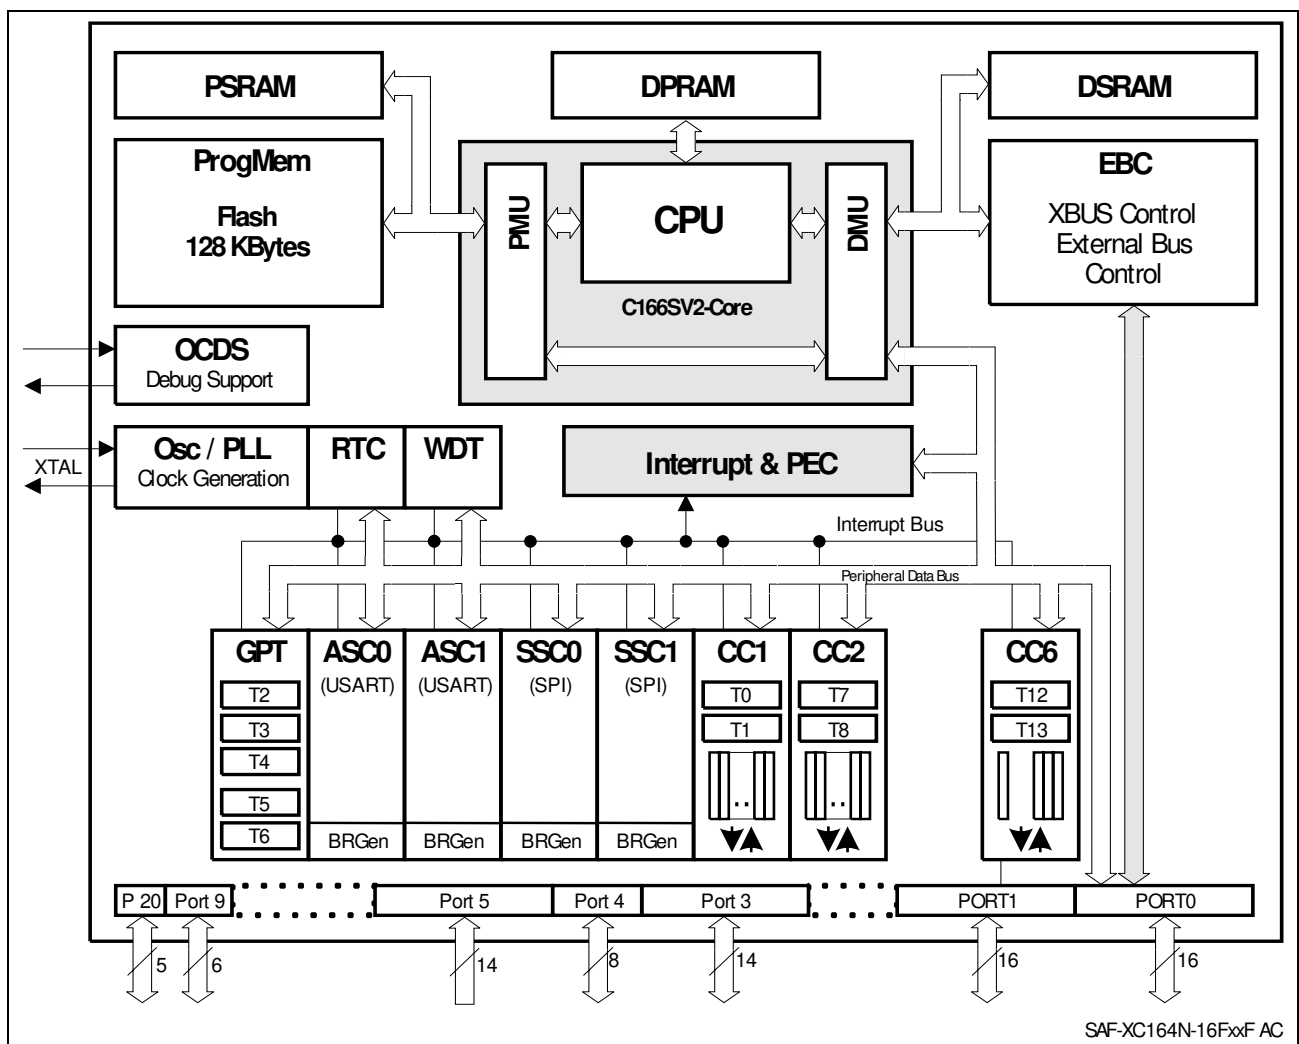 PSRAM
DPRAM
DSRAM
ProgMem
Flash
128 KBytes
PMU
CPU
DMU
C166SV2-Core
EBC
XBUS Control
External Bus
Control
OCDS
Debug Support
XTAL
Osc / PLL
Clock Generation
RTC
WDT
Interrupt & PEC
Interrupt Bus
Peripheral Data Bus
GPT
T2
T3
T4
T5
T6
ASC0
(USART)
BRGen
ASC1
(USART)
BRGen
SSC0
(SPI)
BRGen
SSC1
(SPI)
BRGen
CC1
T0
T1
CC2
T7
T8
CC6
T12
T13
P 20
Port 9
Port 5
Port 4
Port 3
PORT1
PORT0
5
6
14
8
14
16
16
SAF-XC164N-16FxxF AC